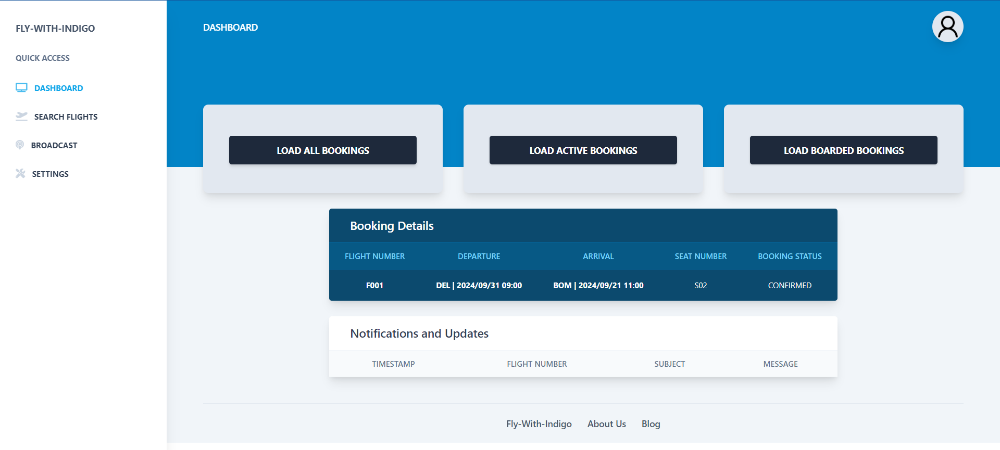 FLY-WITH-INDIGO
QUICK ACCESS
DASHBOARD
SEARCH FLIGHTS
BROADCAST
SETTINGS
DASHBOARD
LOAD ALL BOOKINGS
LOAD ACTIVE BOOKINGS
LOAD BOARDED BOOKINGS
Booking Details
FLIGHT NUMBER DEPARTURE ARRIVAL SEAT NUMBER BOOKING STATUS
F001 DEL | 2024/09/31 09:00 BOM | 2024/09/21 11:00 S02 CONFIRMED
Notifications and Updates
TIMESTAMP FLIGHT NUMBER SUBJECT MESSAGE
Fly-With-Indigo About Us Blog